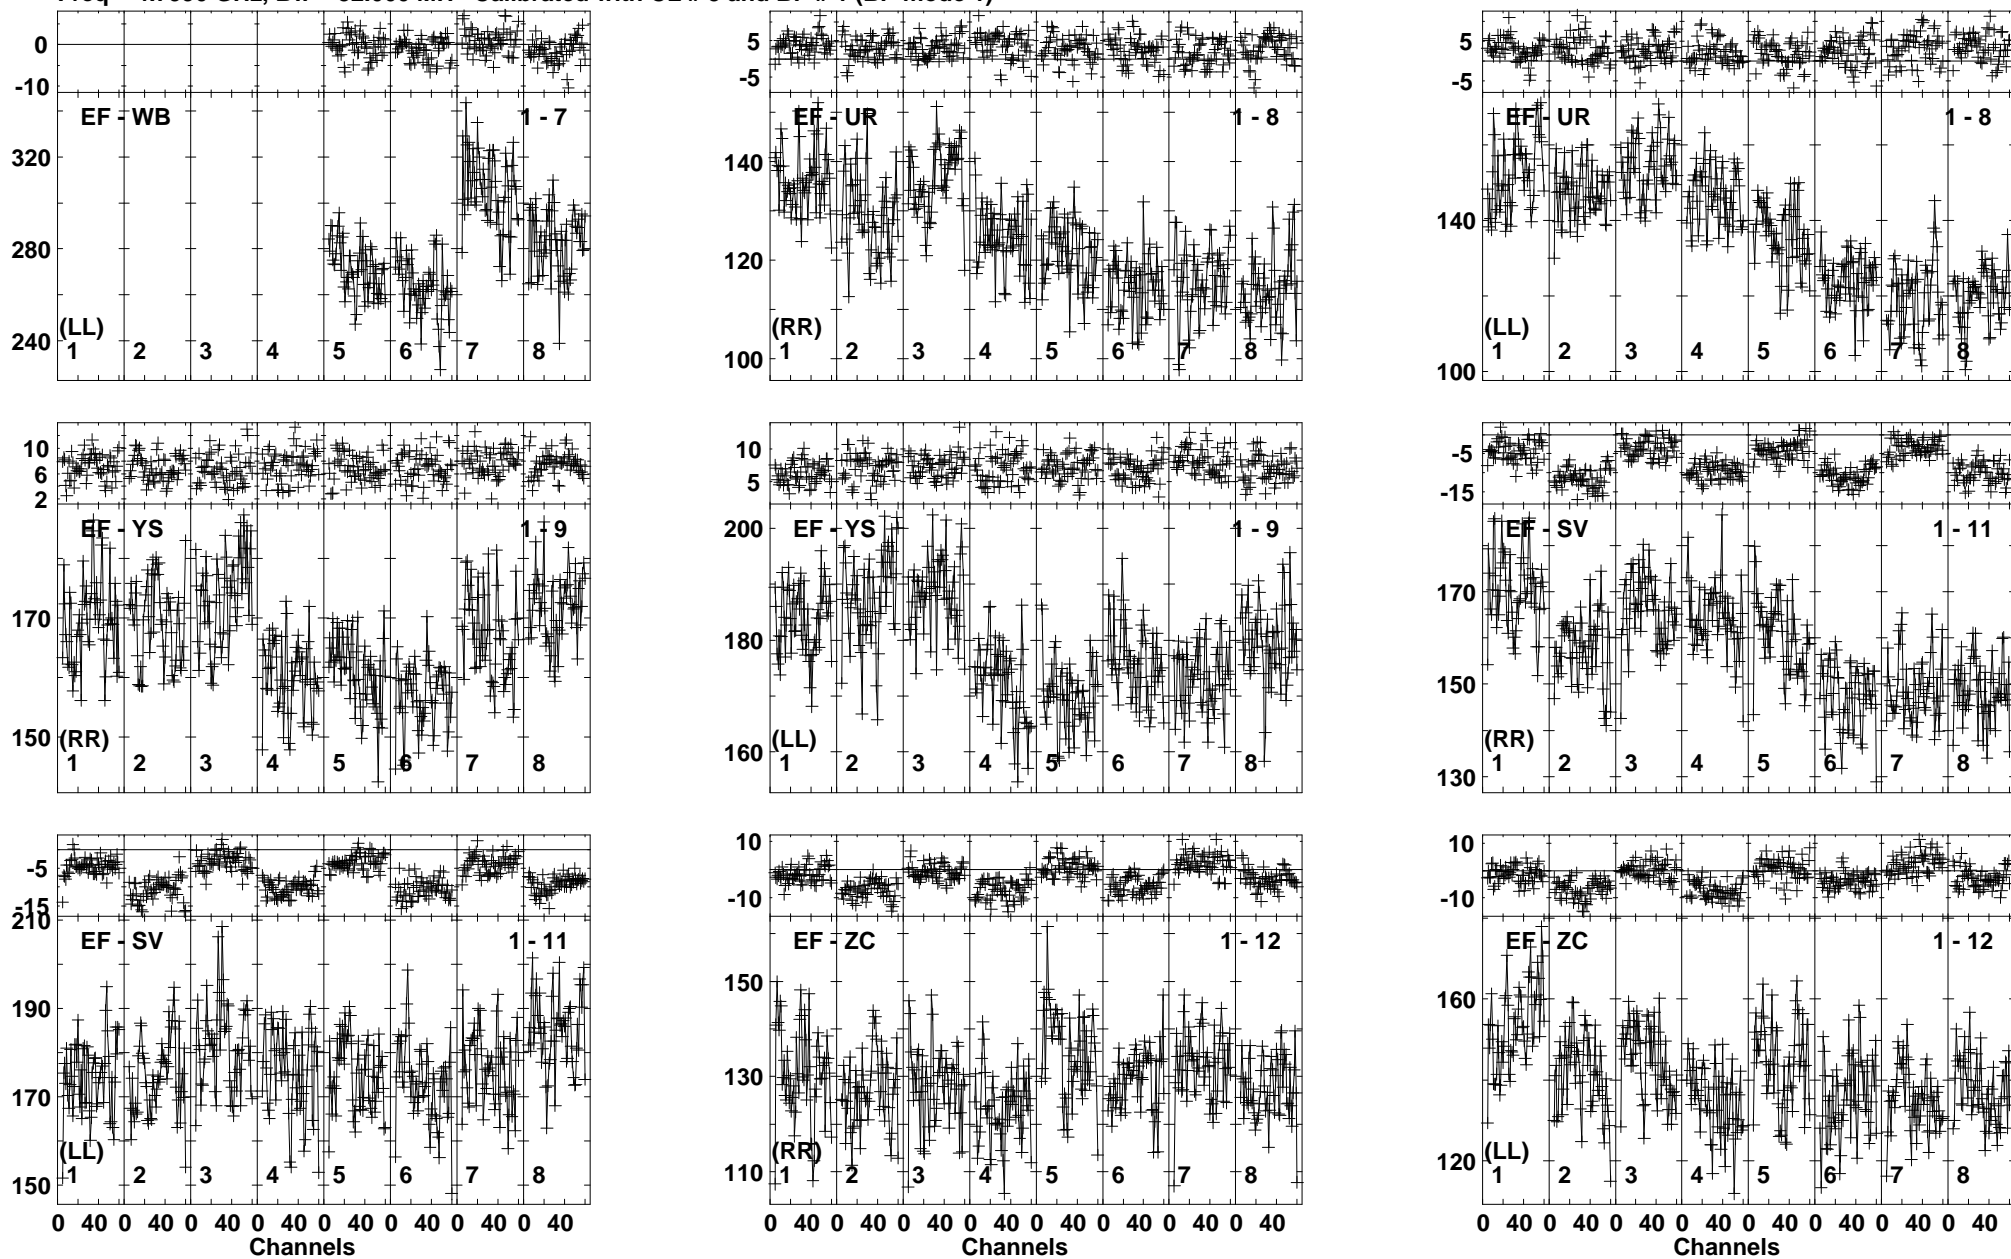 0
-10
EF - WB 1 - 7
320
280
240
(LL)
1 2 3 4 5 6 7 8
5
-5
EF - UR 1 - 8
140
120
100
(RR)
1 2 3 4 5 6 7 8
5
-5
EF - UR 1 - 8
140
100
(LL)
1 2 3 4 5 6 7 8
10
6
2
EF - YS 1 - 9
170
150
(RR)
1 2 3 4 5 6 7 8
10
5
EF - YS 1 - 9
200
180
160
(LL)
1 2 3 4 5 6 7 8
-5
-15
EF - SV 1 - 11
170
150
130
(RR)
1 2 3 4 5 6 7 8
-5
-15
210
EF - SV 1 - 11
190
170
150
(LL)
1 2 3 4 5 6 7 8
0 40 0 40 0 40 0 40 0 40 0 40 0 40 0 40
Channels
10
-10
EF - ZC 1 - 12
150
130
110
(RR)
1 2 3 4 5 6 7 8
0 40 0 40 0 40 0 40 0 40 0 40 0 40 0 40
Channels
10
-10
EF - ZC 1 - 12
160
120
(LL)
1 2 3 4 5 6 7 8
0 40 0 40 0 40 0 40 0 40 0 40 0 40 0 40
Channels